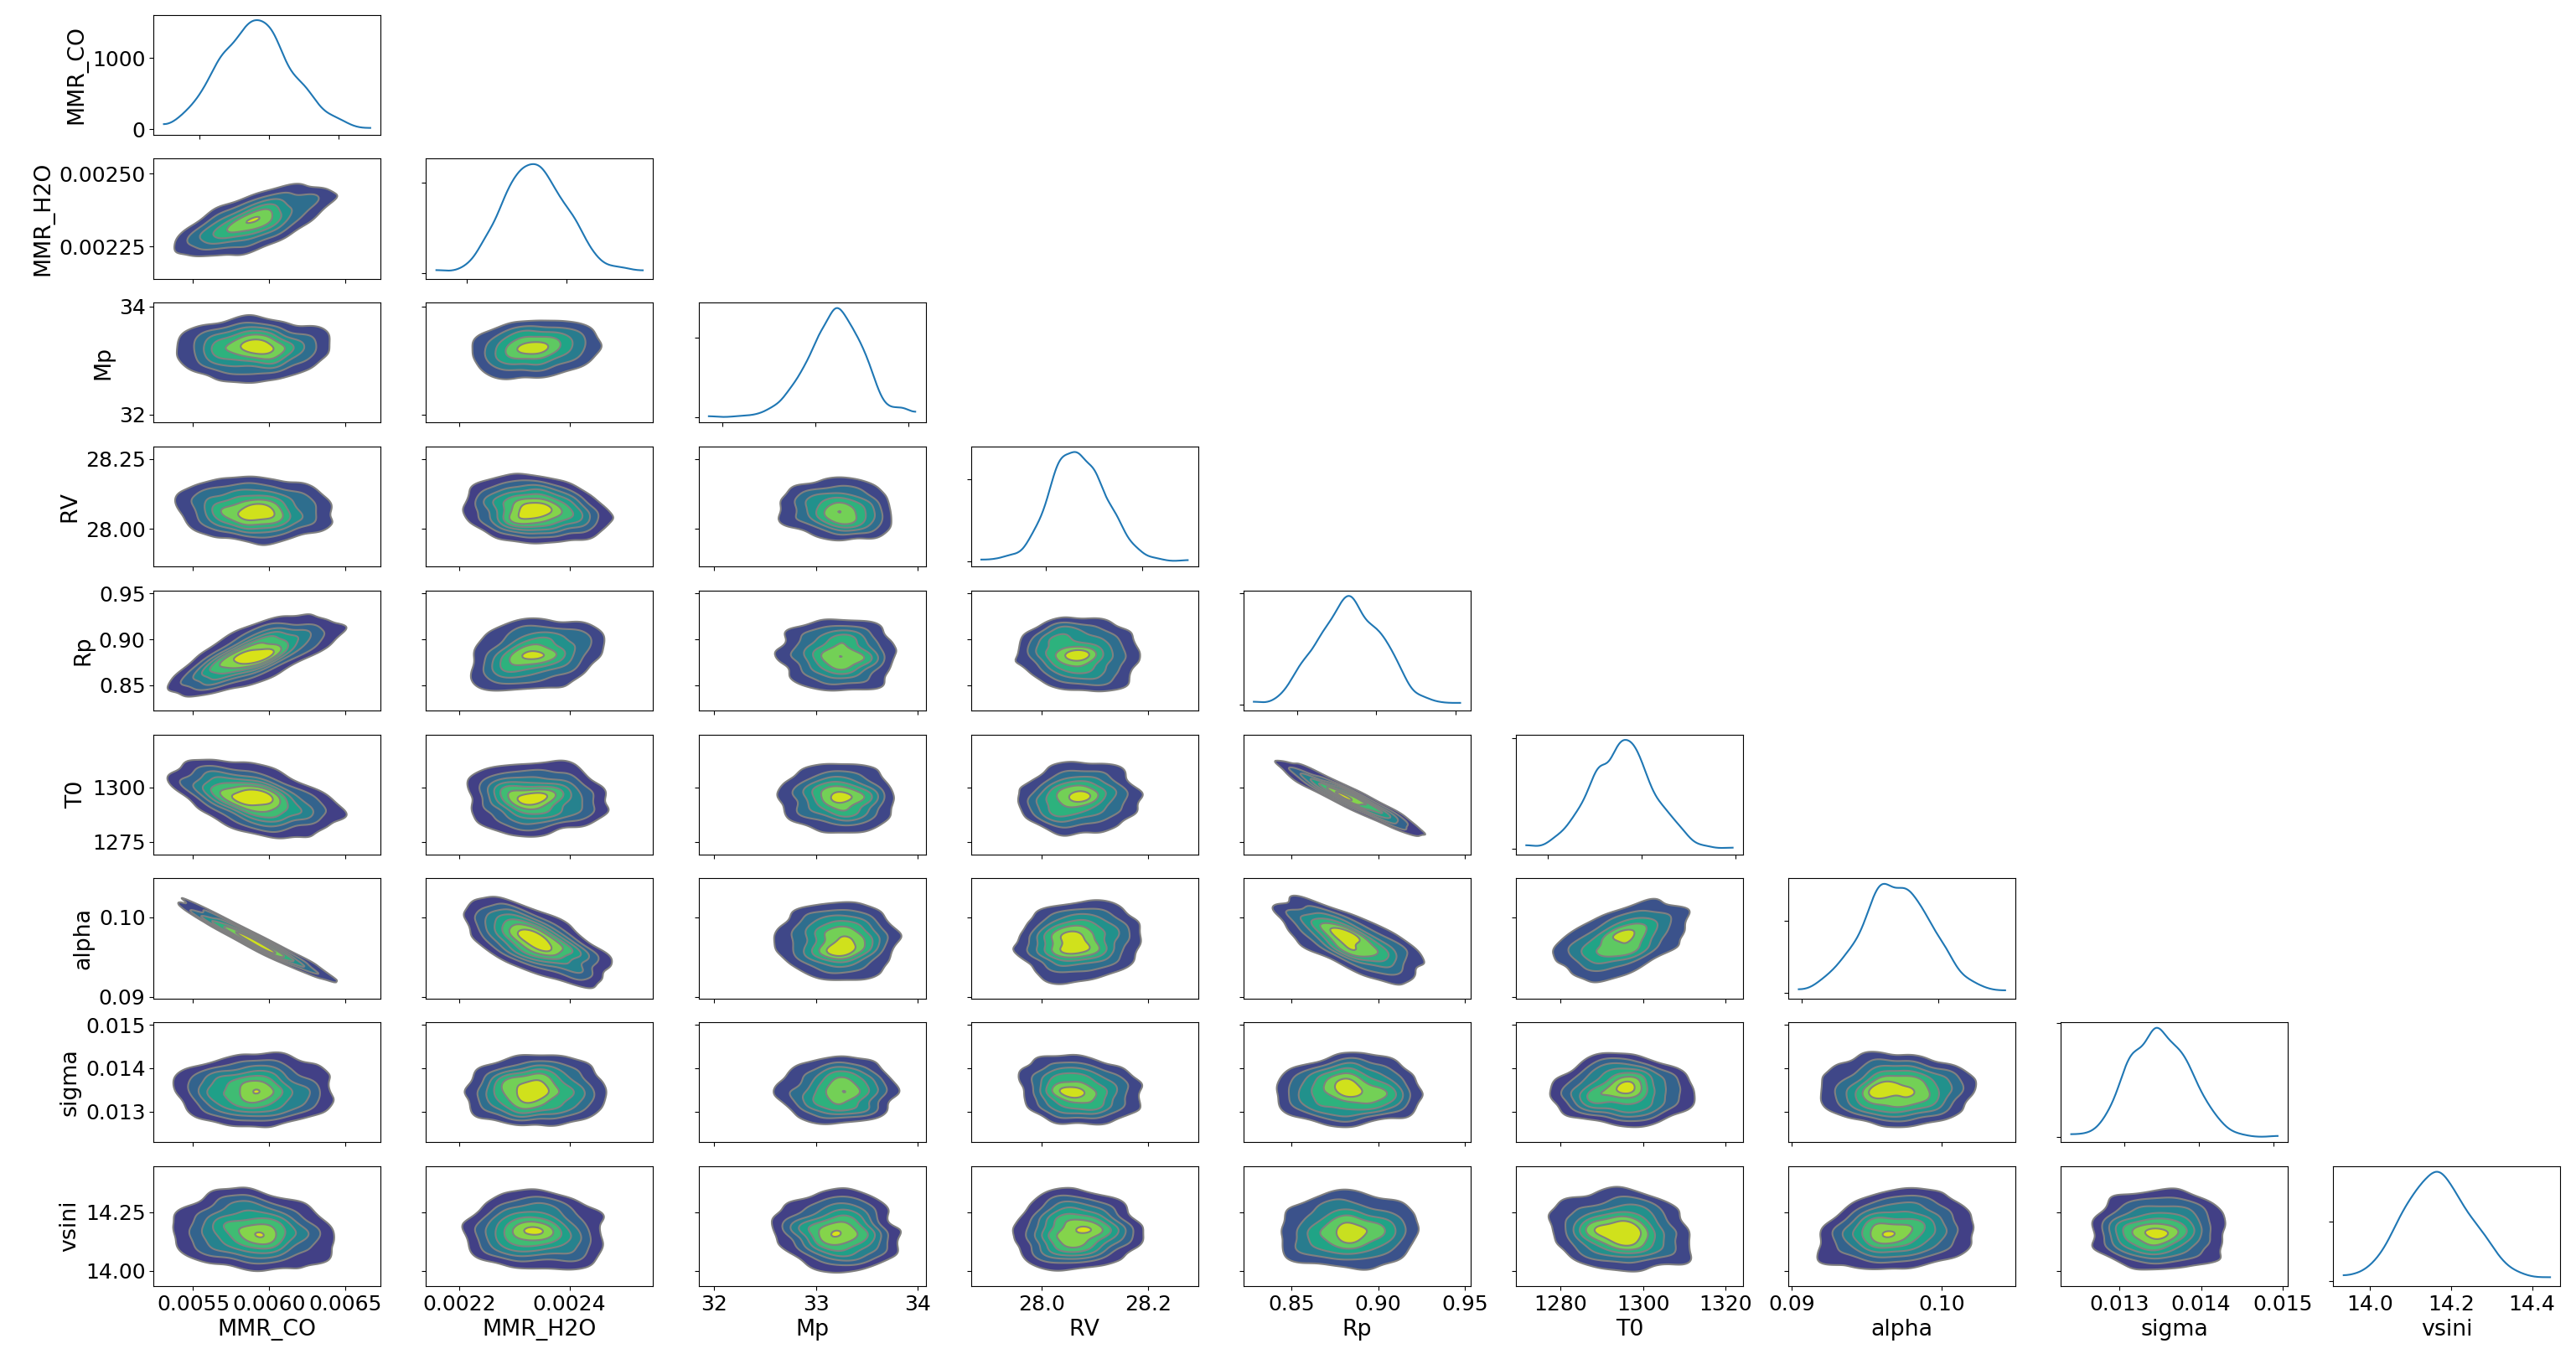 MMR_CO
1000
0
MMR_H2O
0.00250
0.00225
Mp
34
32
RV
28.25
28.00
Rp
0.95
0.90
0.85
T0
1300
1275
alpha
0.10
0.09
sigma
0.015
0.014
0.013
vsini
14.25
14.00
0.0055 0.0060 0.0065 0.0022 0.0024 32 33 34 28.0 28.2 0.85 0.90 0.95 1280 1300 1320 0.09 0.10 0.013 0.014 0.015 14.0 14.2 14.4
MMR_CO MMR_H2O Mp RV Rp T0 alpha sigma vsini